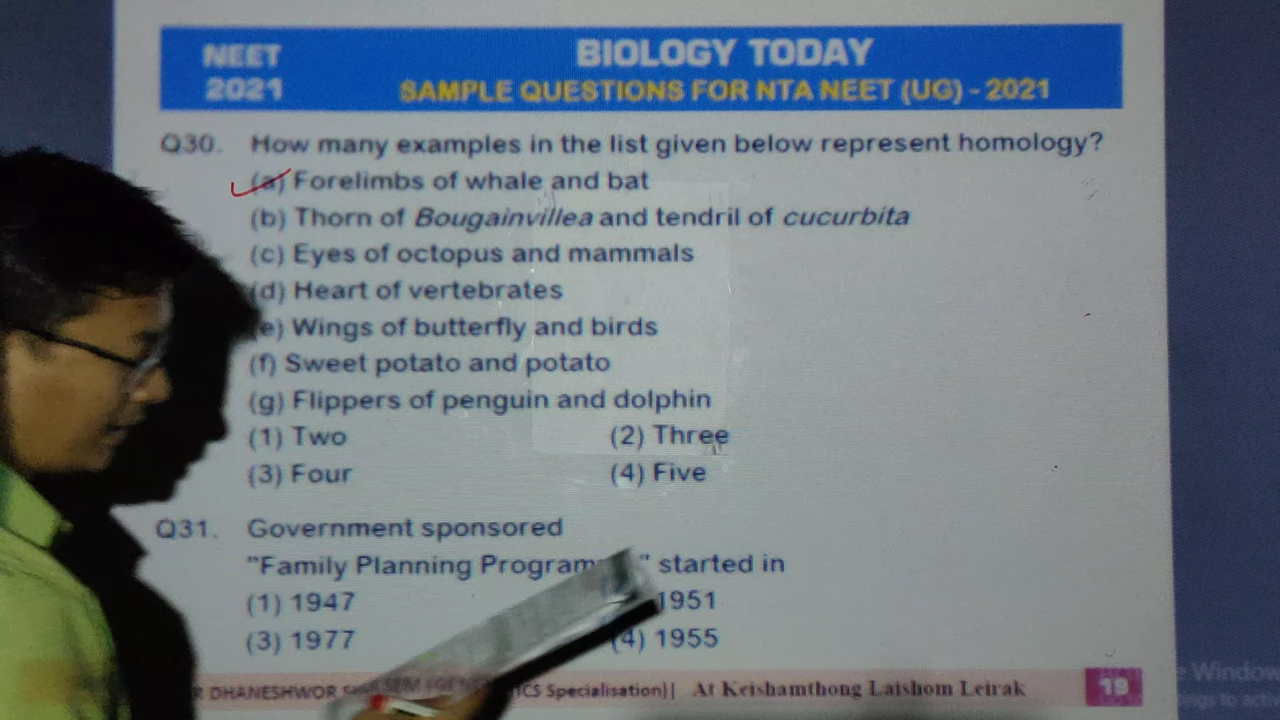 NEET
2021
BIOLOGY TODAY
SAMPLE QUESTIONS FOR NTA NEET (UG) - 2021
Q30. How many examples in the list given below represent homology?
(a) Forelimbs of whale and bat
(b) Thorn of Bougainvillea and tendril of cucurbita
(c) Eyes of octopus and mammals
(d) Heart of vertebrates
(e) Wings of butterfly and birds
(f) Sweet potato and potato
(g) Flippers of penguin and dolphin
(1) Two (2) Three
(3) Four (4) Five
Q31. Government sponsored
"Family Planning Program " started in
(1) 1947 1951
(3) 1977 (4) 1955
DHANESHWOR Specialisation)| At Keishamthong Laishom Leirak 19